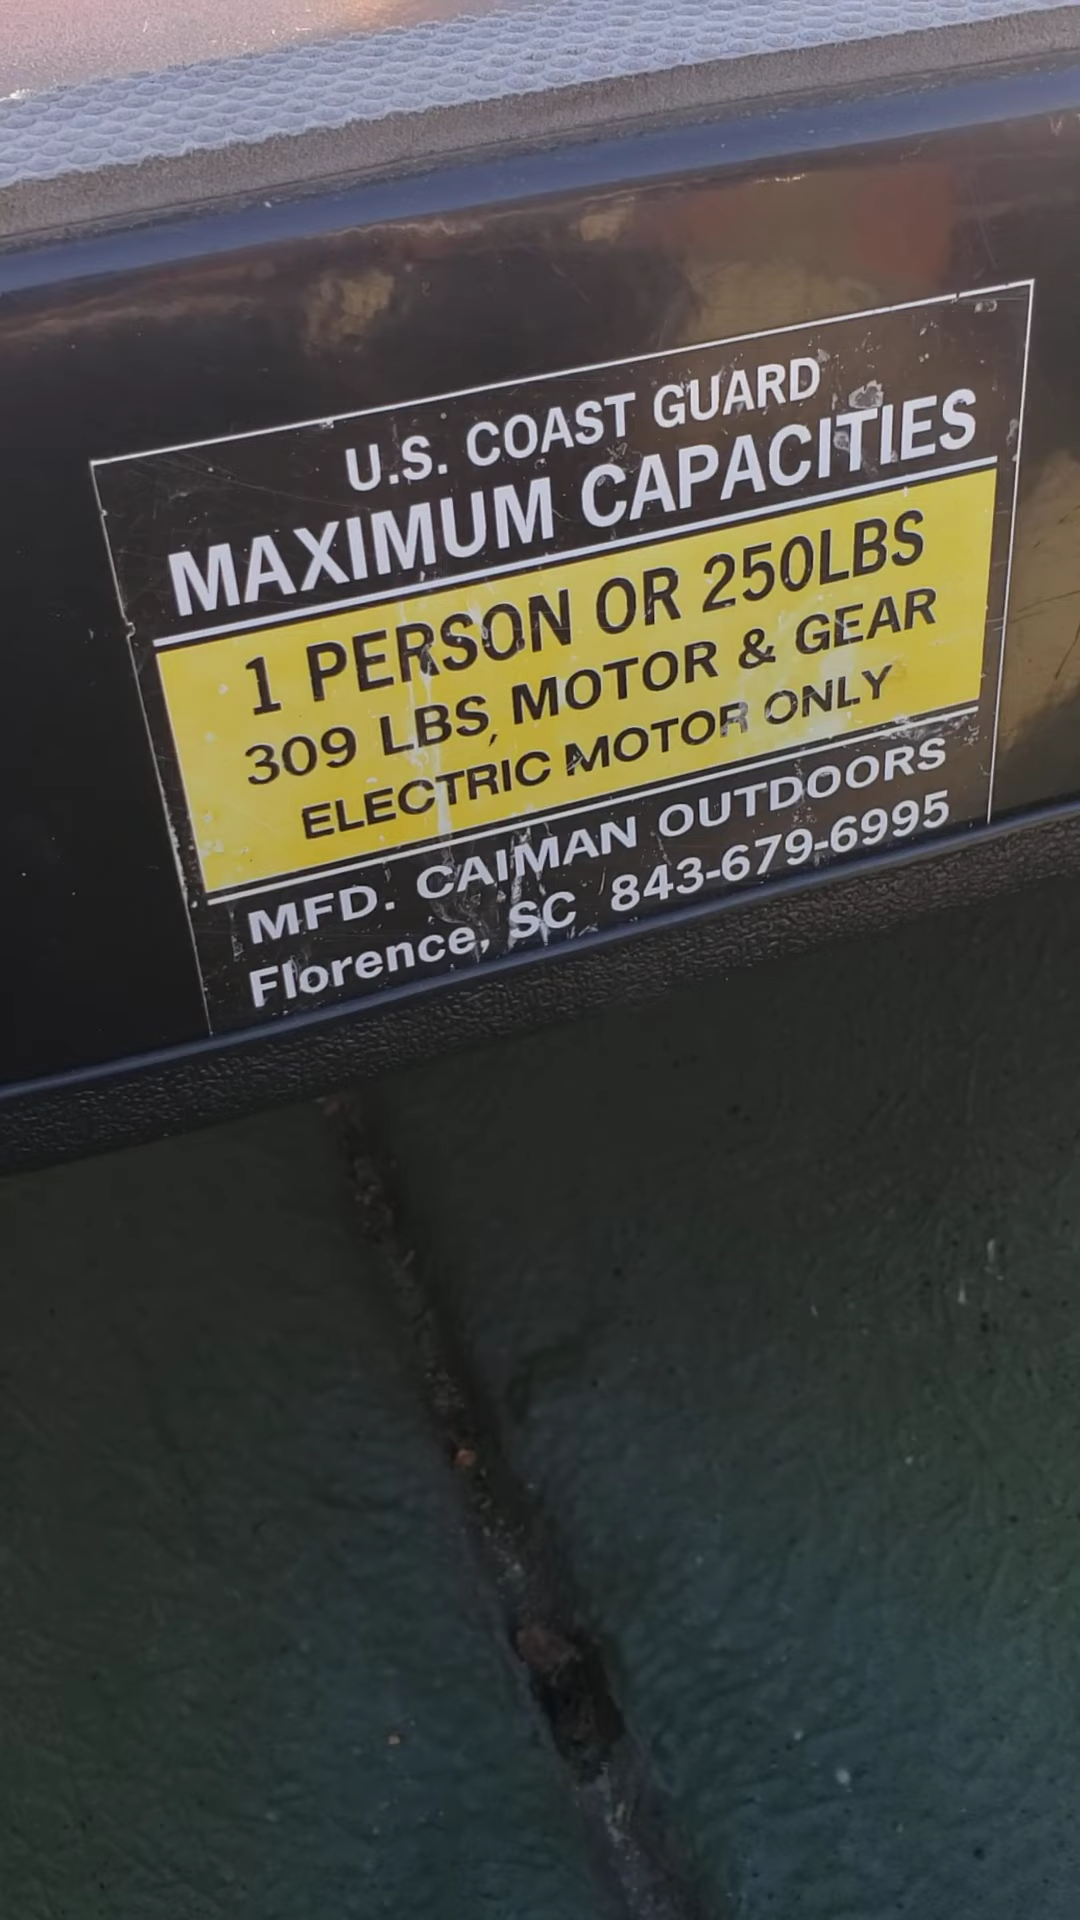 U.S. COAST GUARD
MAXIMUM CAPACITIES
1 PERSON OR 250LBS
309 LBS, MOTOR & GEAR
ELECTRIC MOTOR ONLY
MFD. CAIMAN OUTDOORS
Florence, SC 843-679-6995